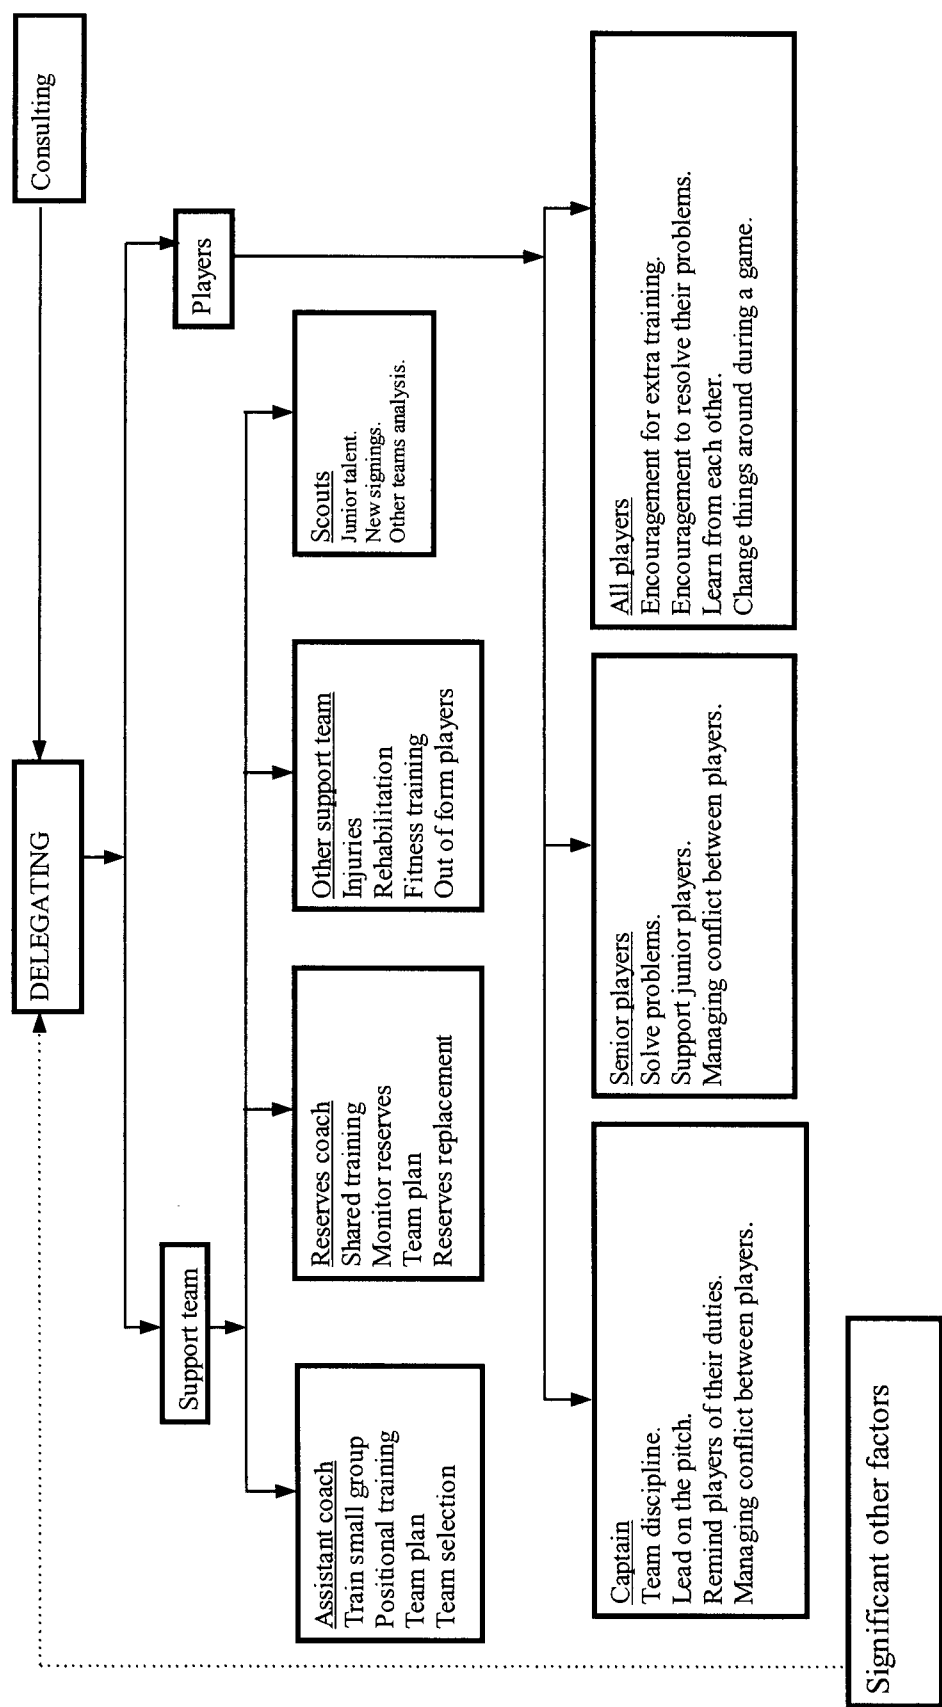 DELEGATING
Consulting
Support team
Players
Assistant coach
Train small group
Positional training
Team plan
Team selection
Reserves coach
Shared training
Monitor reserves
Team plan
Reserves replacement
Other support team
Injuries
Rehabilitation
Fitness training
Out of form players
Scouts
Junior talent.
New signings.
Other teams analysis.
Captain
Team discipline.
Lead on the pitch.
Remind players of their duties.
Managing conflict between players.
Senior players
Solve problems.
Support junior players.
Managing conflict between players.
All players
Encouragement for extra training.
Encouragement to resolve their problems.
Learn from each other.
Change things around during a game.
Significant other factors